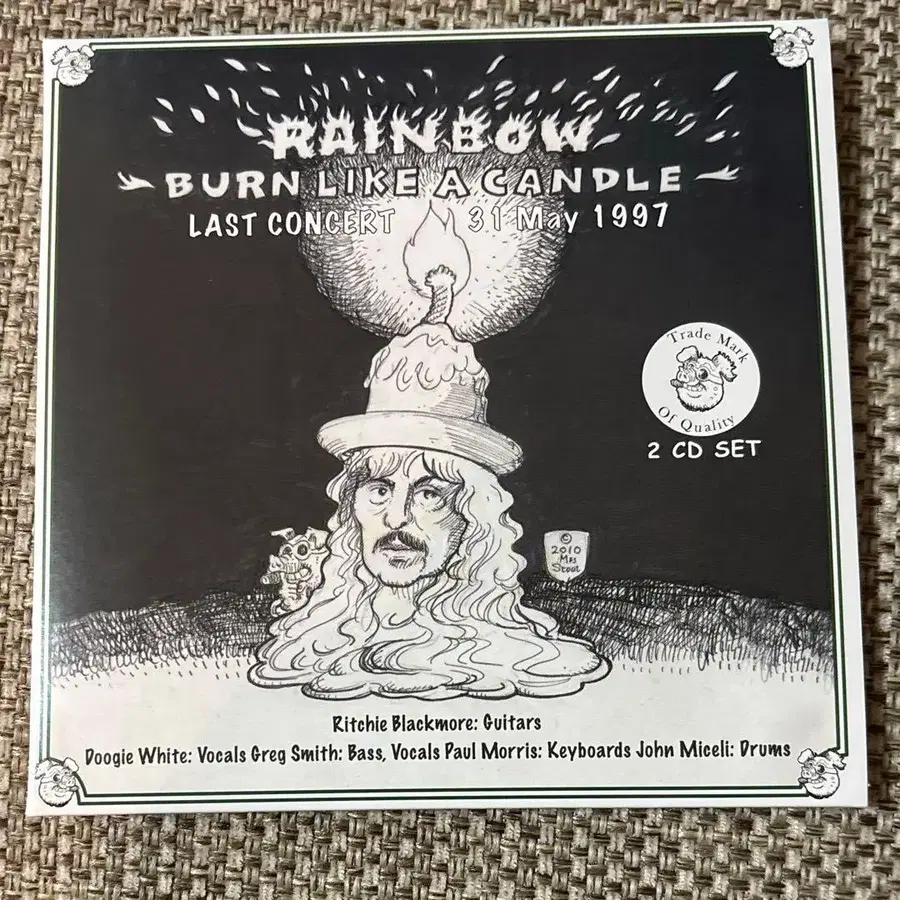 RAINBOW
BURN LIKE A CANDLE
LAST CONCERT 31 May 1997
Trade Mark
Of Quality
2 CD SET
©
2010
Mrs
Stout
Ritchie Blackmore: Guitars
Doogie White: Vocals Greg Smith: Bass, Vocals Paul Morris: Keyboards John Miceli: Drums